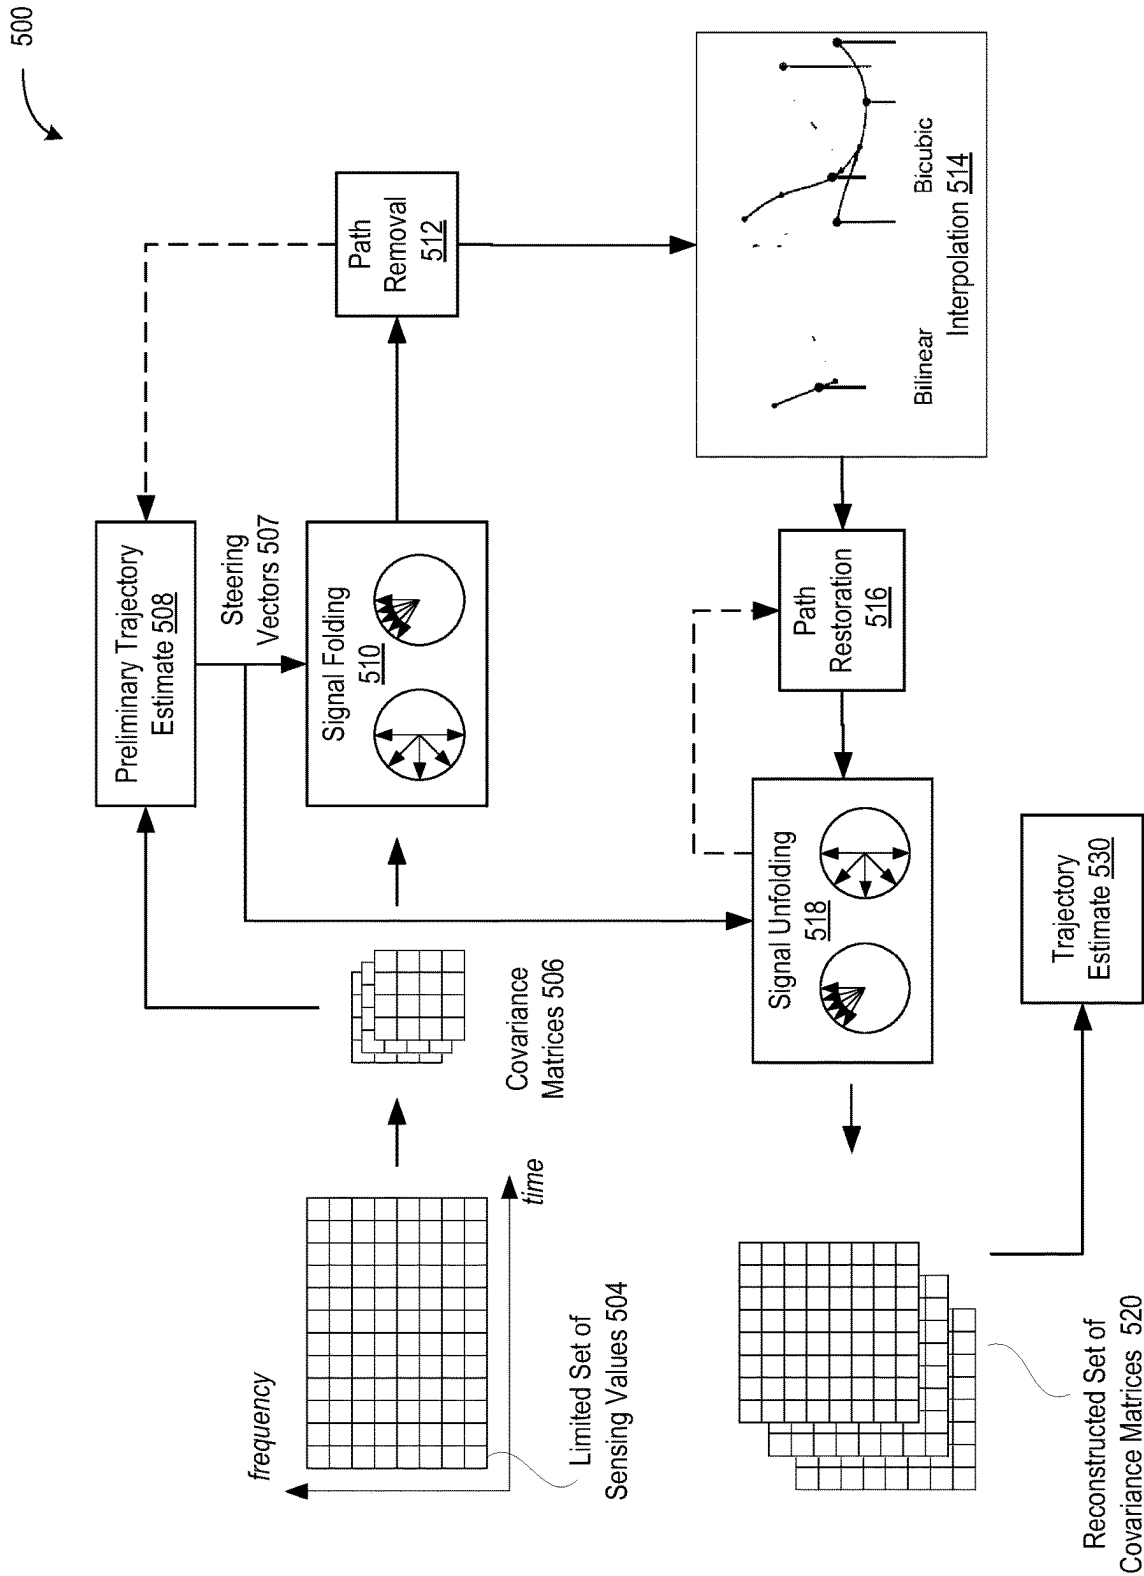 500
Preliminary Trajectory
Estimate 508
Steering
Vectors 507
Path
Removal
512
Signal Folding
510
frequency
time
Limited Set of
Sensing Values 504
Covariance
Matrices 506
Bilinear
Bicubic
Interpolation 514
Path
Restoration
516
Signal Unfolding
518
Reconstructed Set of
Covariance Matrices 520
Trajectory
Estimate 530